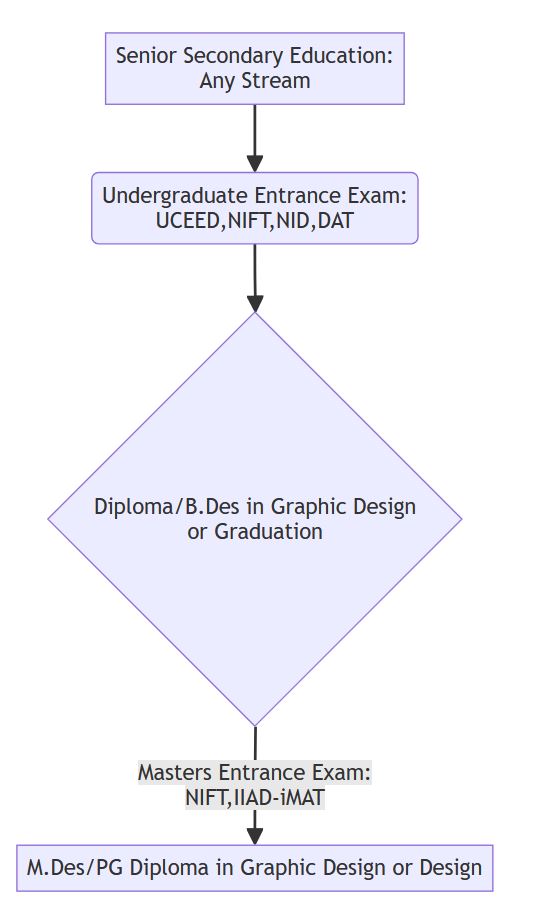 Senior Secondary Education:
Any Stream
Undergraduate Entrance Exam:
UCEED,NIFT,NID,DAT
Diploma/B.Des in Graphic Design
or Graduation
Masters Entrance Exam:
NIFT,IIAD-iMAT
M.Des/PG Diploma in Graphic Design or Design